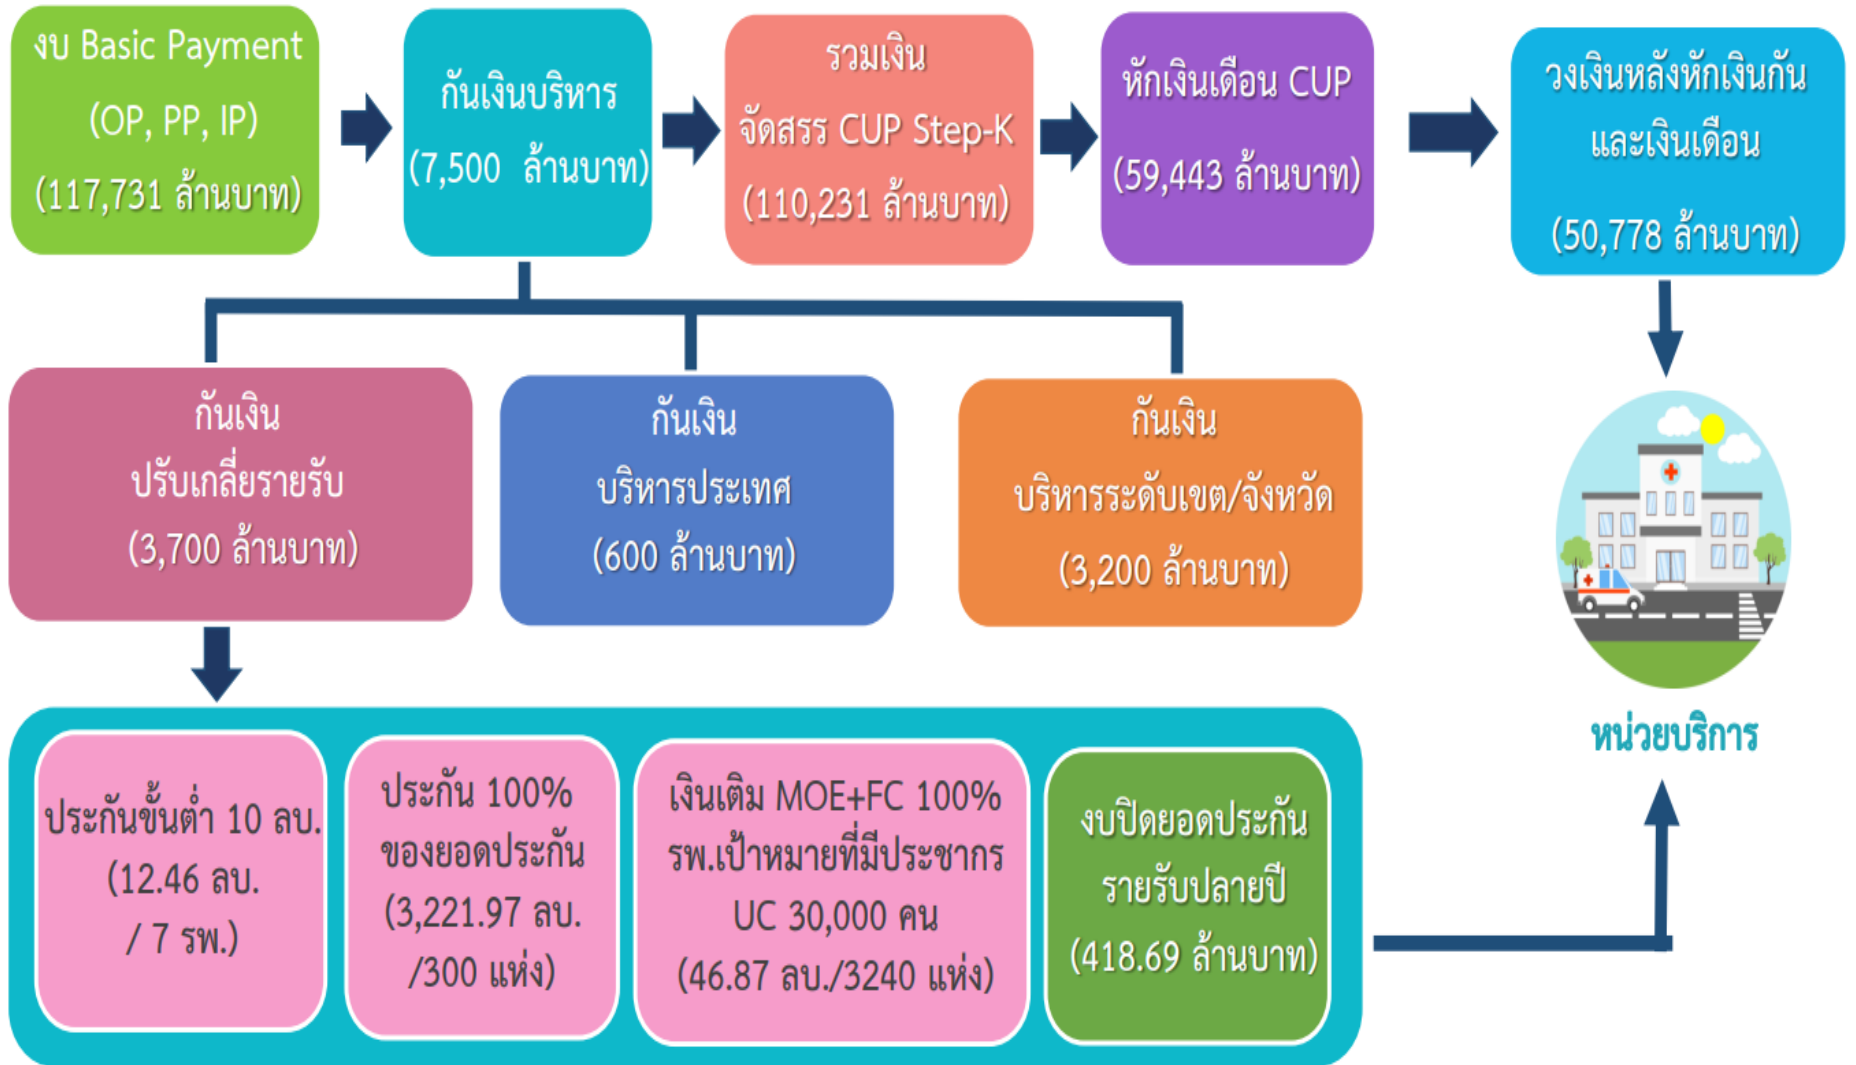 งบ Basic Payment
(OP, PP, IP)
(117,731 ล้านบาท)
กันเงินบริหาร
(7,500 ล้านบาท)
รวมเงิน
จัดสรร CUP Step-K
(110,231 ล้านบาท)
หักเงินเดือน CUP
(59,443 ล้านบาท)
วงเงินหลังหักเงินกัน
และเงินเดือน
(50,778 ล้านบาท)
กันเงิน
ปรับเกลี่ยรายรับ
(3,700 ล้านบาท)
กันเงิน
บริหารประเทศ
(600 ล้านบาท)
กันเงิน
บริหารระดับเขต/จังหวัด
(3,200 ล้านบาท)
หน่วยบริการ
ประกันขั้นต่ำ 10 ลบ.
(12.46 ลบ.
/ 7 รพ.)
ประกัน 100%
ของยอดประกัน
(3,221.97 ลบ.
/300 แห่ง)
เงินเติม MOE+FC 100%
รพ.เป้าหมายที่มีประชากร
UC 30,000 คน
(46.87 ลบ./3240 แห่ง)
งบปิดยอดประกัน
รายรับปลายปี
(418.69 ล้านบาท)